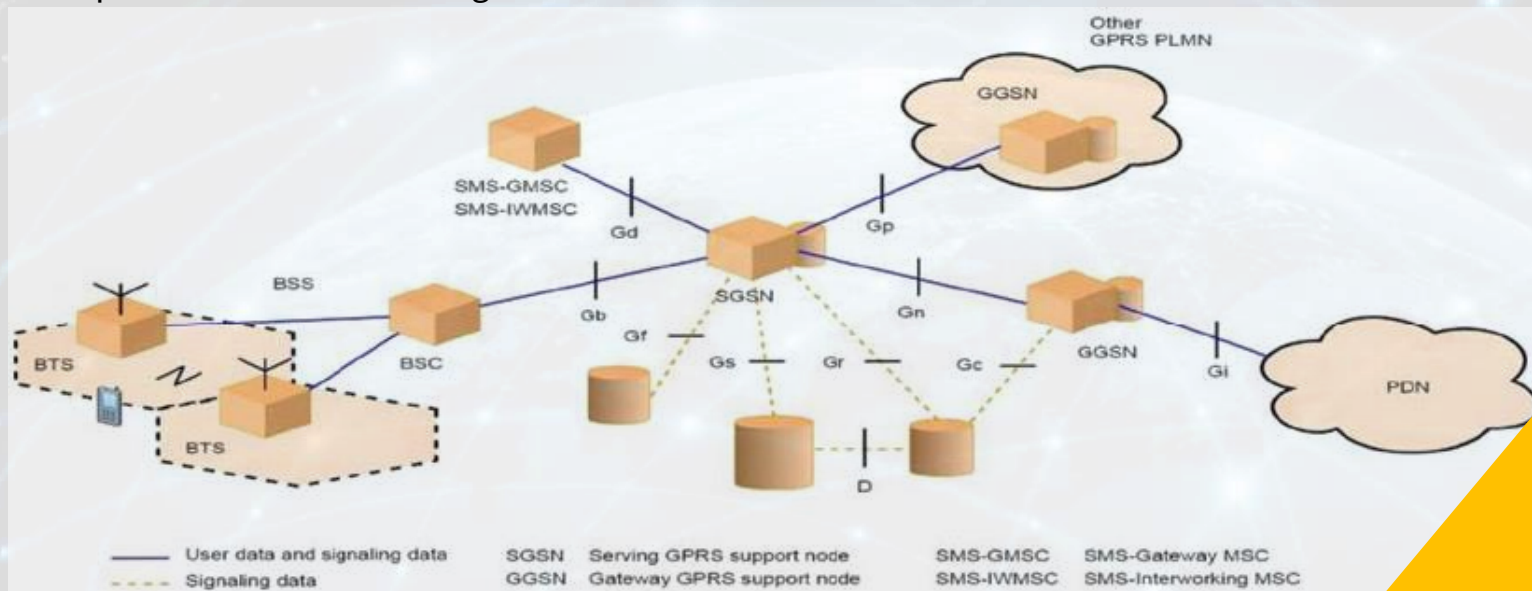 Other
GPRS PLMN
GGSN
SMS-GMSC
SMS-IWMSC
Gd
Gp
BSS
SGSN
Gb
Gn
BTS
BSC
Gf
Gs
Gr
Gc
GGSN
Gi
PDN
BTS
D
User data and signaling data SGSN Serving GPRS support node SMS-GMSC SMS-Gateway MSC
Signaling data GGSN Gateway GPRS support node SMS-IWMSC SMS-Interworking MSC